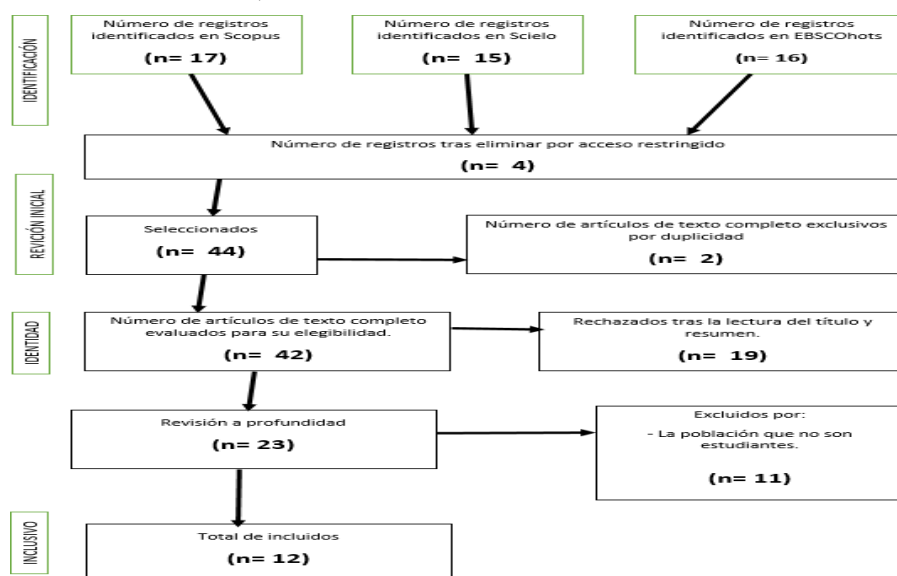 IDENTIFICACIÓN
Número de registros
identificados en Scopus
(n= 17)
Número de registros
identificados en Scielo
(n= 15)
Número de registros
identificados en EBSCOhots
(n= 16)
Número de registros tras eliminar por acceso restringido
(n= 4)
REVICIÓN INICIAL
Seleccionados
(n= 44)
Número de artículos de texto completo exclusivos
por duplicidad
(n= 2)
IDENTIDAD
Número de artículos de texto completo
evaluados para su elegibilidad.
(n= 42)
Rechazados tras la lectura del título y
resumen.
(n= 19)
Revisión a profundidad
(n= 23)
Excluidos por:
- La población que no son
estudiantes.
(n= 11)
INCLUSIVO
Total de incluidos
(n= 12)